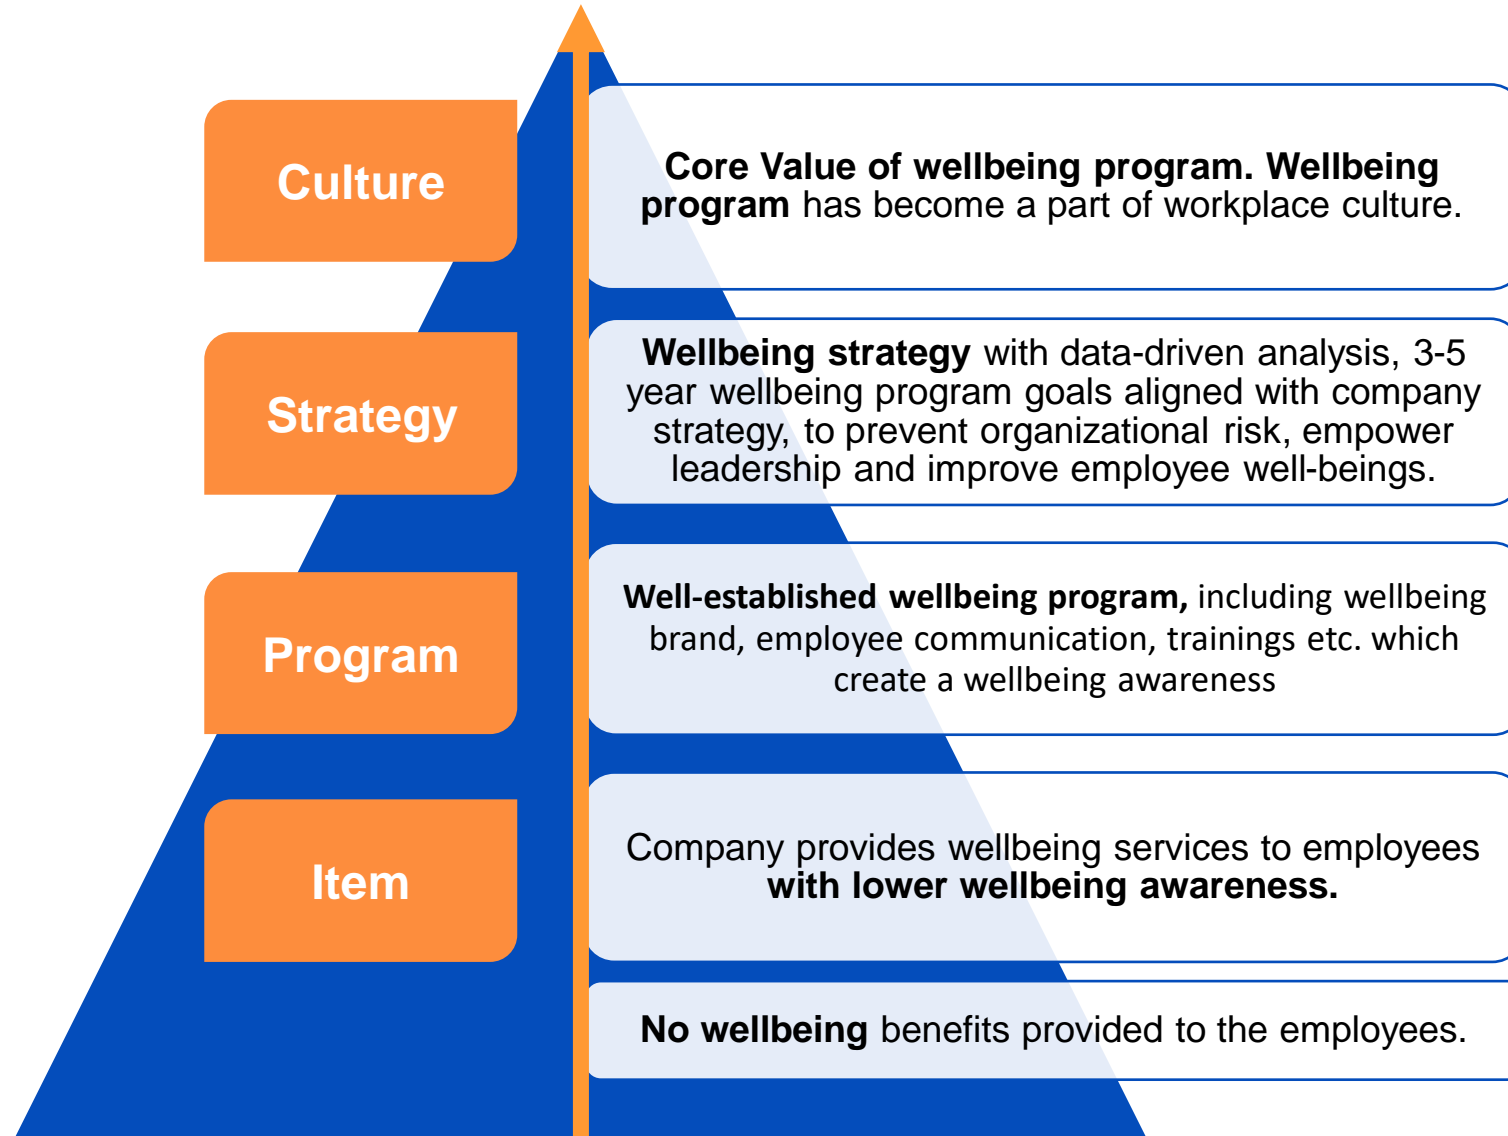 Culture
Core Value of wellbeing program. Wellbeing
program has become a part of workplace culture.
Strategy
Wellbeing strategy with data-driven analysis, 3-5
year wellbeing program goals aligned with company
strategy, to prevent organizational risk, empower
leadership and improve employee well-beings.
Program
Well-established wellbeing program, including wellbeing
brand, employee communication, trainings etc. which
create a wellbeing awareness
Item
Company provides wellbeing services to employees
with lower wellbeing awareness.
No wellbeing benefits provided to the employees.